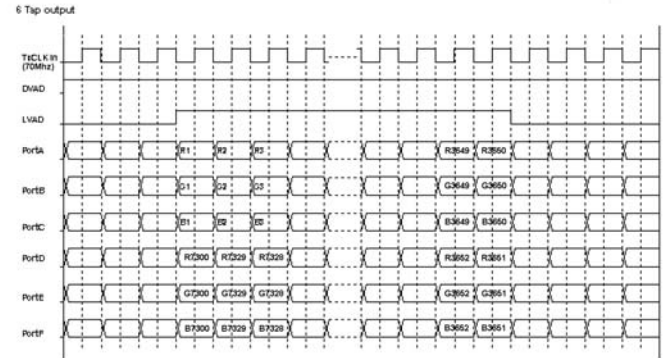 6 Tap output
TxCLK In
(70Mhz)
DVAD
LVAD
PortA R1 R2 R3 R3649 R3650
PortB G1 G2 G3 G3649 G3650
PortC B1 B2 B3 B3649 B3650
PortD R7300 R7329 R7328 R3652 R3651
PortE G7300 G7329 G7328 G3652 G3651
PortF B7300 B7329 B7328 B3652 B3651